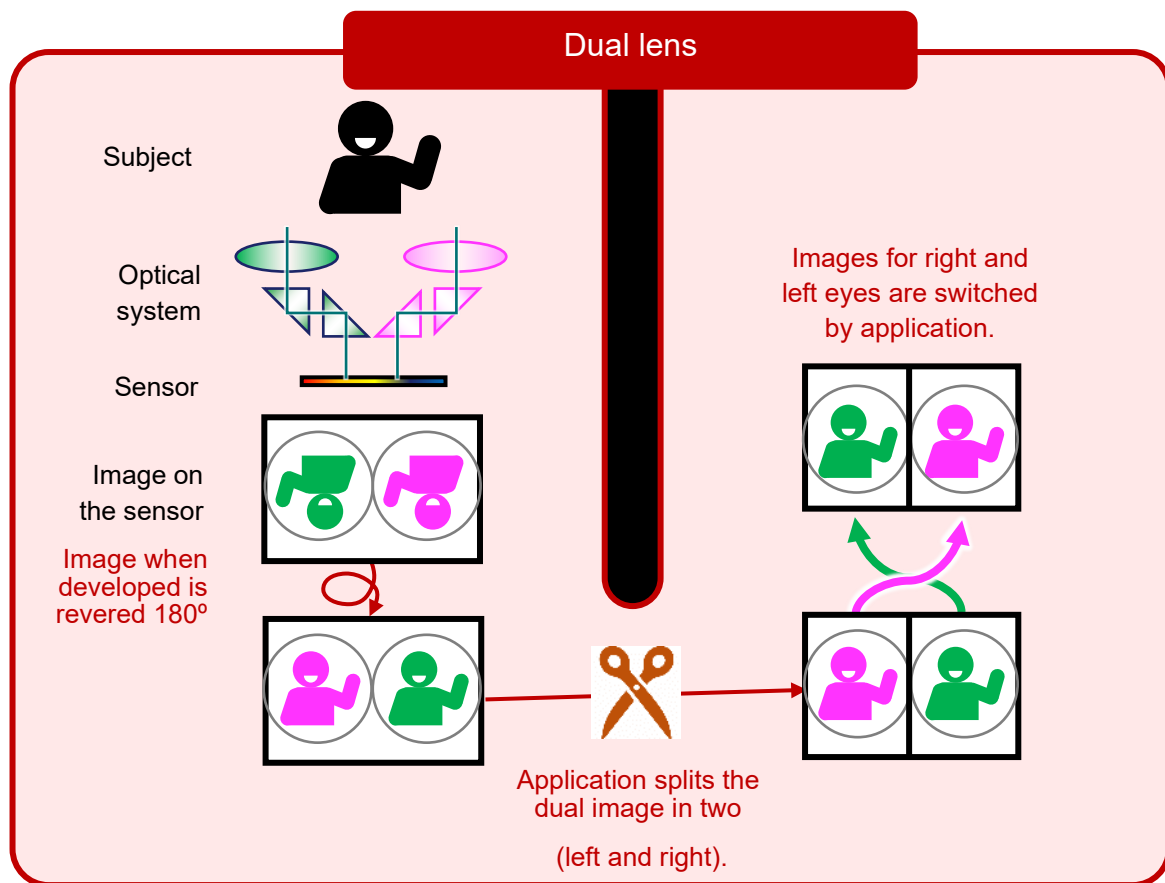 Dual lens
Subject
Optical
system
Sensor
Image on
the sensor
Image when
developed is
revered 180º
Application splits the
dual image in two
(left and right).
Images for right and
left eyes are switched
by application.